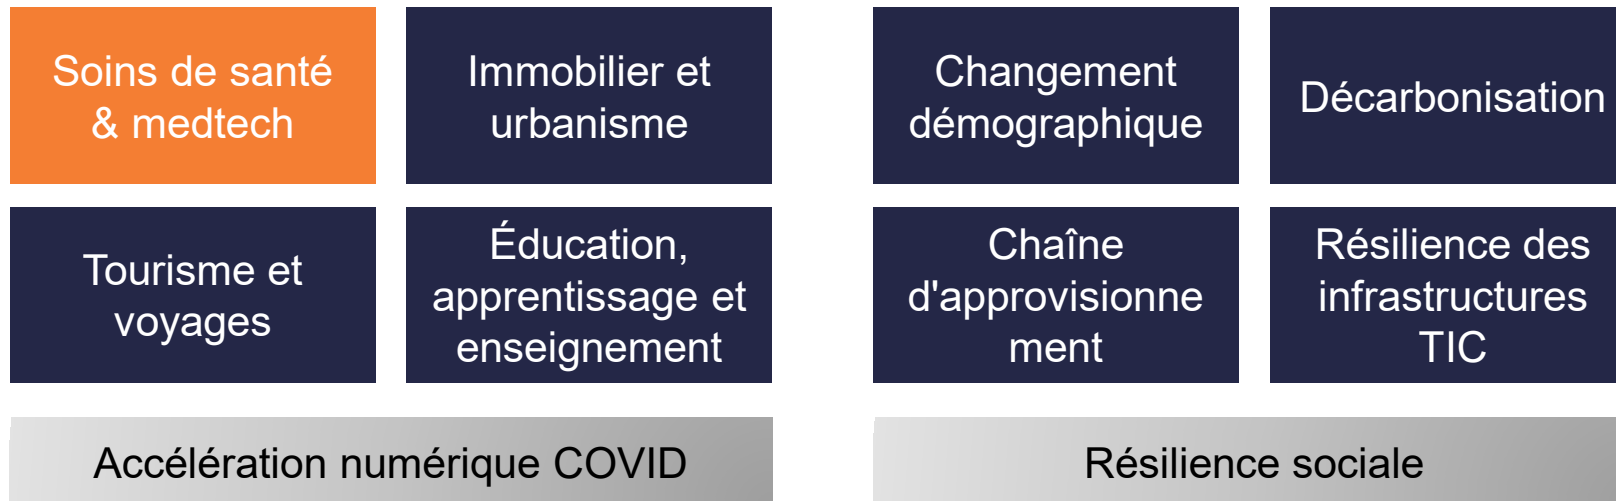 Soins de santé
& medtech
Immobilier et
urbanisme
Changement
démographique
Décarbonisation
Tourisme et
voyages
Éducation,
apprentissage et
enseignement
Chaîne
d'approvisionne
ment
Résilience des
infrastructures
TIC
Accélération numérique COVID
Résilience sociale